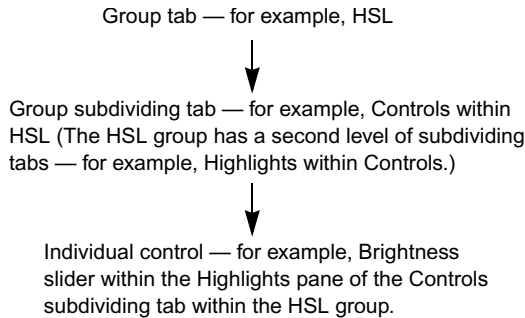 Group tab — for example, HSL
Group subdividing tab — for example, Controls within
HSL (The HSL group has a second level of subdividing
tabs — for example, Highlights within Controls.)
Individual control — for example, Brightness
slider within the Highlights pane of the Controls
subdividing tab within the HSL group.